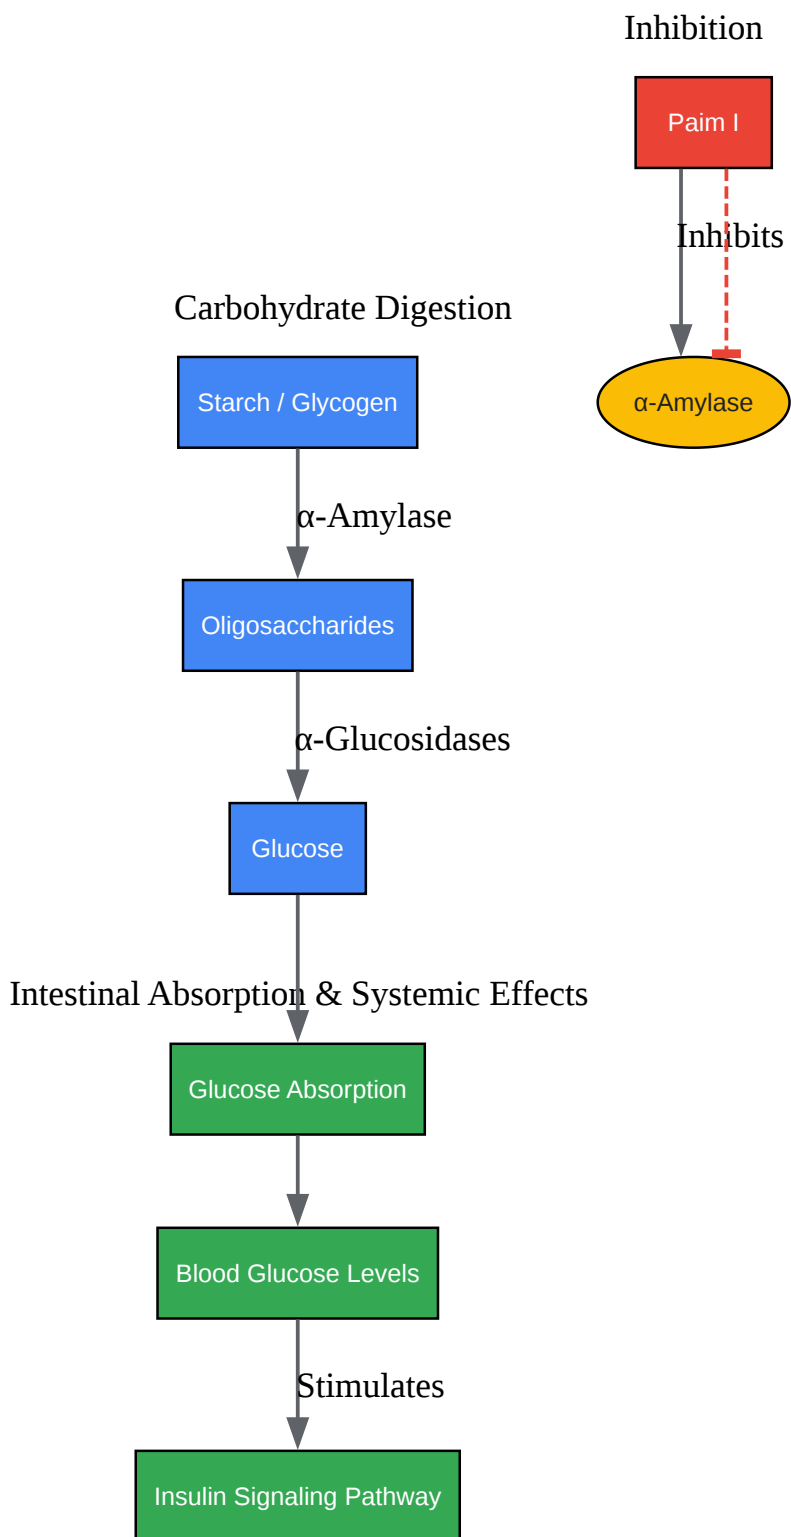 Inhibition
Paim I
Inhibits
Carbohydrate Digestion
Starch / Glycogen
α-Amylase
α-Amylase
Oligosaccharides
α-Glucosidases
Glucose
Intestinal Absorption & Systemic Effects
Glucose Absorption
Blood Glucose Levels
Stimulates
Insulin Signaling Pathway